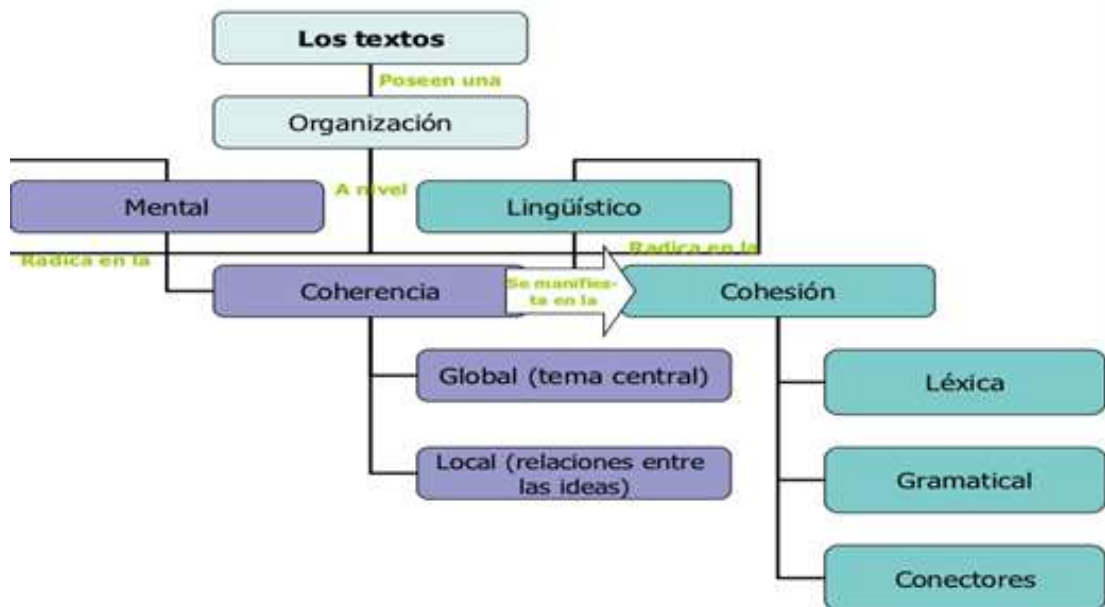 Los textos
Poseen una
Organización
A nivel
Mental
Lingüístico
Radica en la
Radica en la
Coherencia
Se manifies-
ta en la
Cohesión
Global (tema central)
Léxica
Local (relaciones entre
las ideas)
Gramatical
Conectores